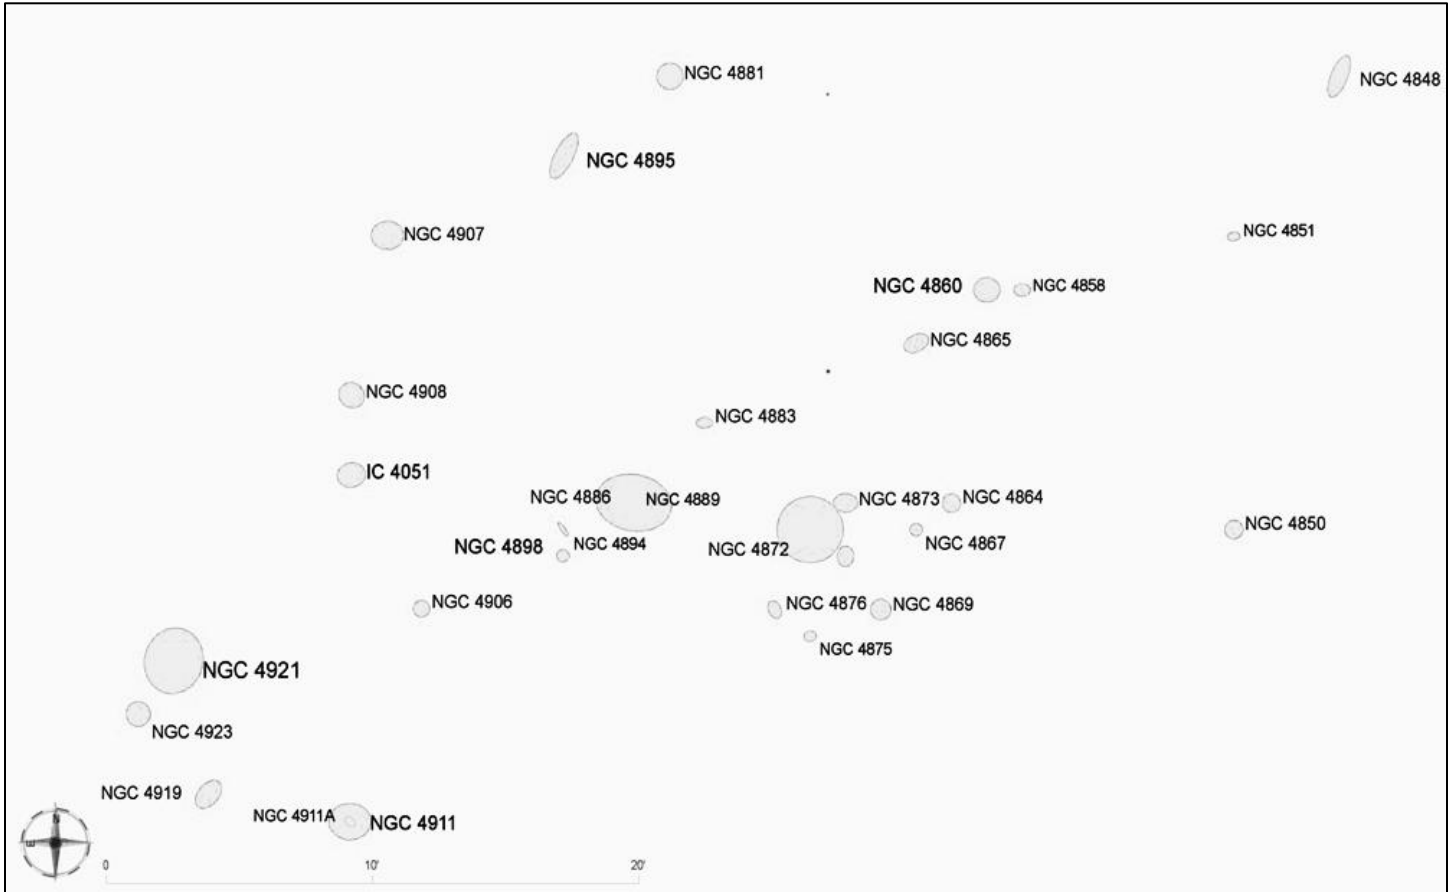 NGC 4881
NGC 4848
NGC 4895
NGC 4907
NGC 4851
NGC 4860
NGC 4858
NGC 4865
NGC 4908
NGC 4883
IC 4051
NGC 4886
NGC 4889
NGC 4873
NGC 4864
NGC 4850
NGC 4898
NGC 4894
NGC 4872
NGC 4867
NGC 4906
NGC 4876
NGC 4869
NGC 4875
NGC 4921
NGC 4923
NGC 4919
NGC 4911A
NGC 4911
N
E
0
10'
20'